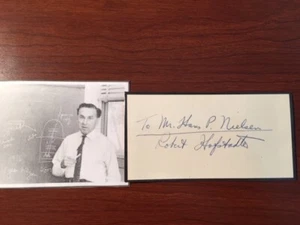 To Mr. Hans P. Nielsen
Robert Hofstadter